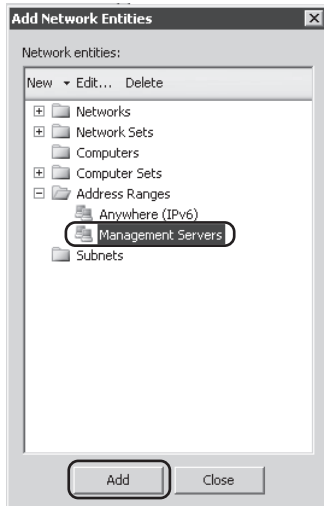 Add Network Entities
Network entities:
New Edit... Delete
Networks
Network Sets
Computers
Computer Sets
Address Ranges
Anywhere (IPv6)
Management Servers
Subnets
Add Close